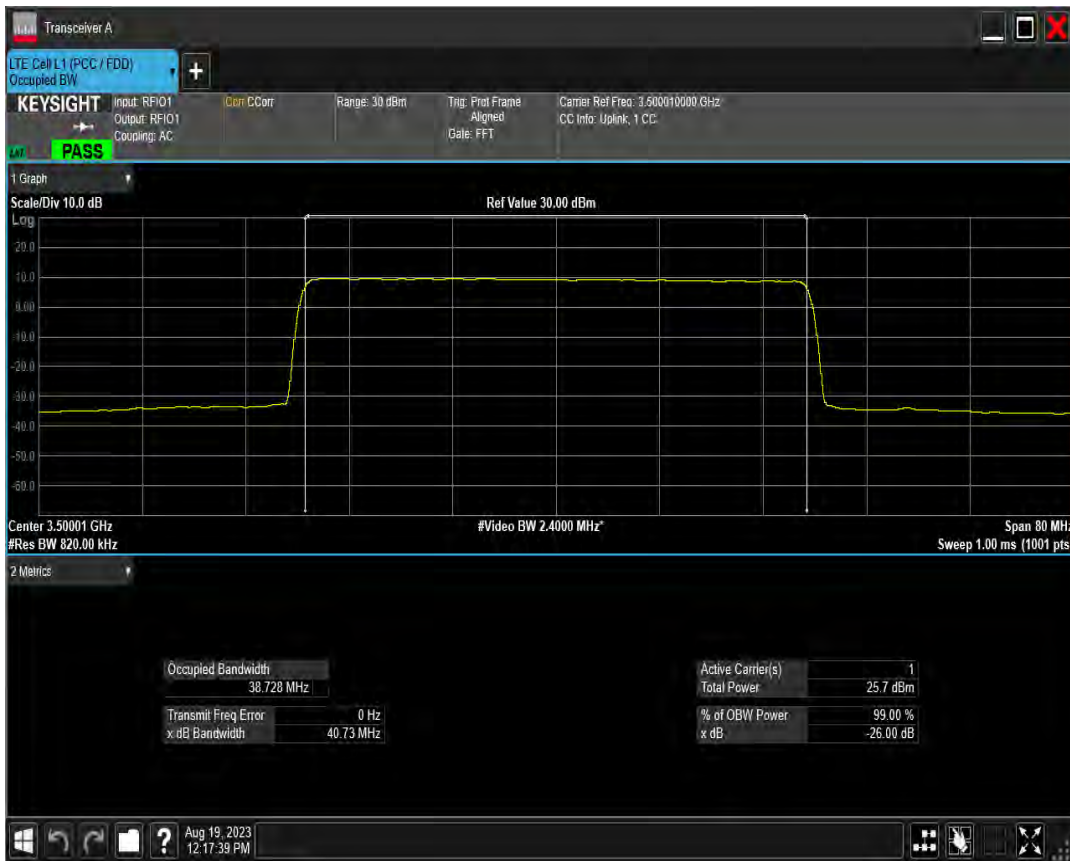 Transceiver A
LTE Cell L1 (PCC / FDD)
Occupied BW
+
KEYSIGHT
Input: RFIO1
Output: RFIO1
Coupling: AC
Corr CCorr
Range: 30 dBm
Trig: Prot Frame
Aligned
Gate: FFT
Carrier Ref Freq: 3.500010000 GHz
CC Info: Uplink, 1 CC
PASS
1 Graph
Scale/Div 10.0 dB
Ref Value 30.00 dBm
Log
20.0
10.0
0.00
-10.0
-20.0
-30.0
-40.0
-50.0
-60.0
Center 3.50001 GHz
#Video BW 2.4000 MHz*
Span 80 MHz
#Res BW 820.00 kHz
Sweep 1.00 ms (1001 pts
2 Metrics
Occupied Bandwidth
38.728 MHz
Transmit Freq Error 0 Hz
x dB Bandwidth 40.73 MHz
Active Carrier(s) 1
Total Power 25.7 dBm
% of OBW Power 99.00 %
x dB -26.00 dB
?
Aug 19, 2023
12:17:39 PM